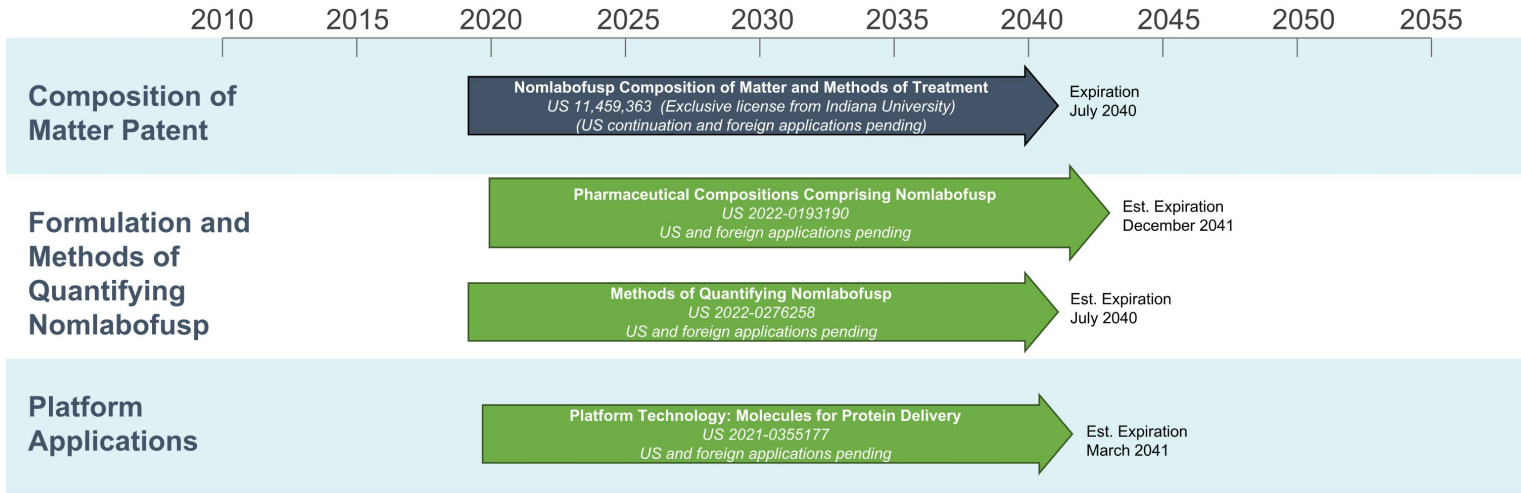 2010 2015 2020 2025 2030 2035 2040 2045 2050 2055
Composition of
Matter Patent
Nomlabofusp Composition of Matter and Methods of Treatment
US 11,459,363 (Exclusive license from Indiana University)
(US continuation and foreign applications pending)
Expiration
July 2040
Formulation and
Methods of
Quantifying
Nomlabofusp
Pharmaceutical Compositions Comprising Nomlabofusp
US 2022-0193190
US and foreign applications pending
Est. Expiration
December 2041
Methods of Quantifying Nomlabofusp
US 2022-0276258
US and foreign applications pending
Est. Expiration
July 2040
Platform
Applications
Platform Technology: Molecules for Protein Delivery
US 2021-0355177
US and foreign applications pending
Est. Expiration
March 2041